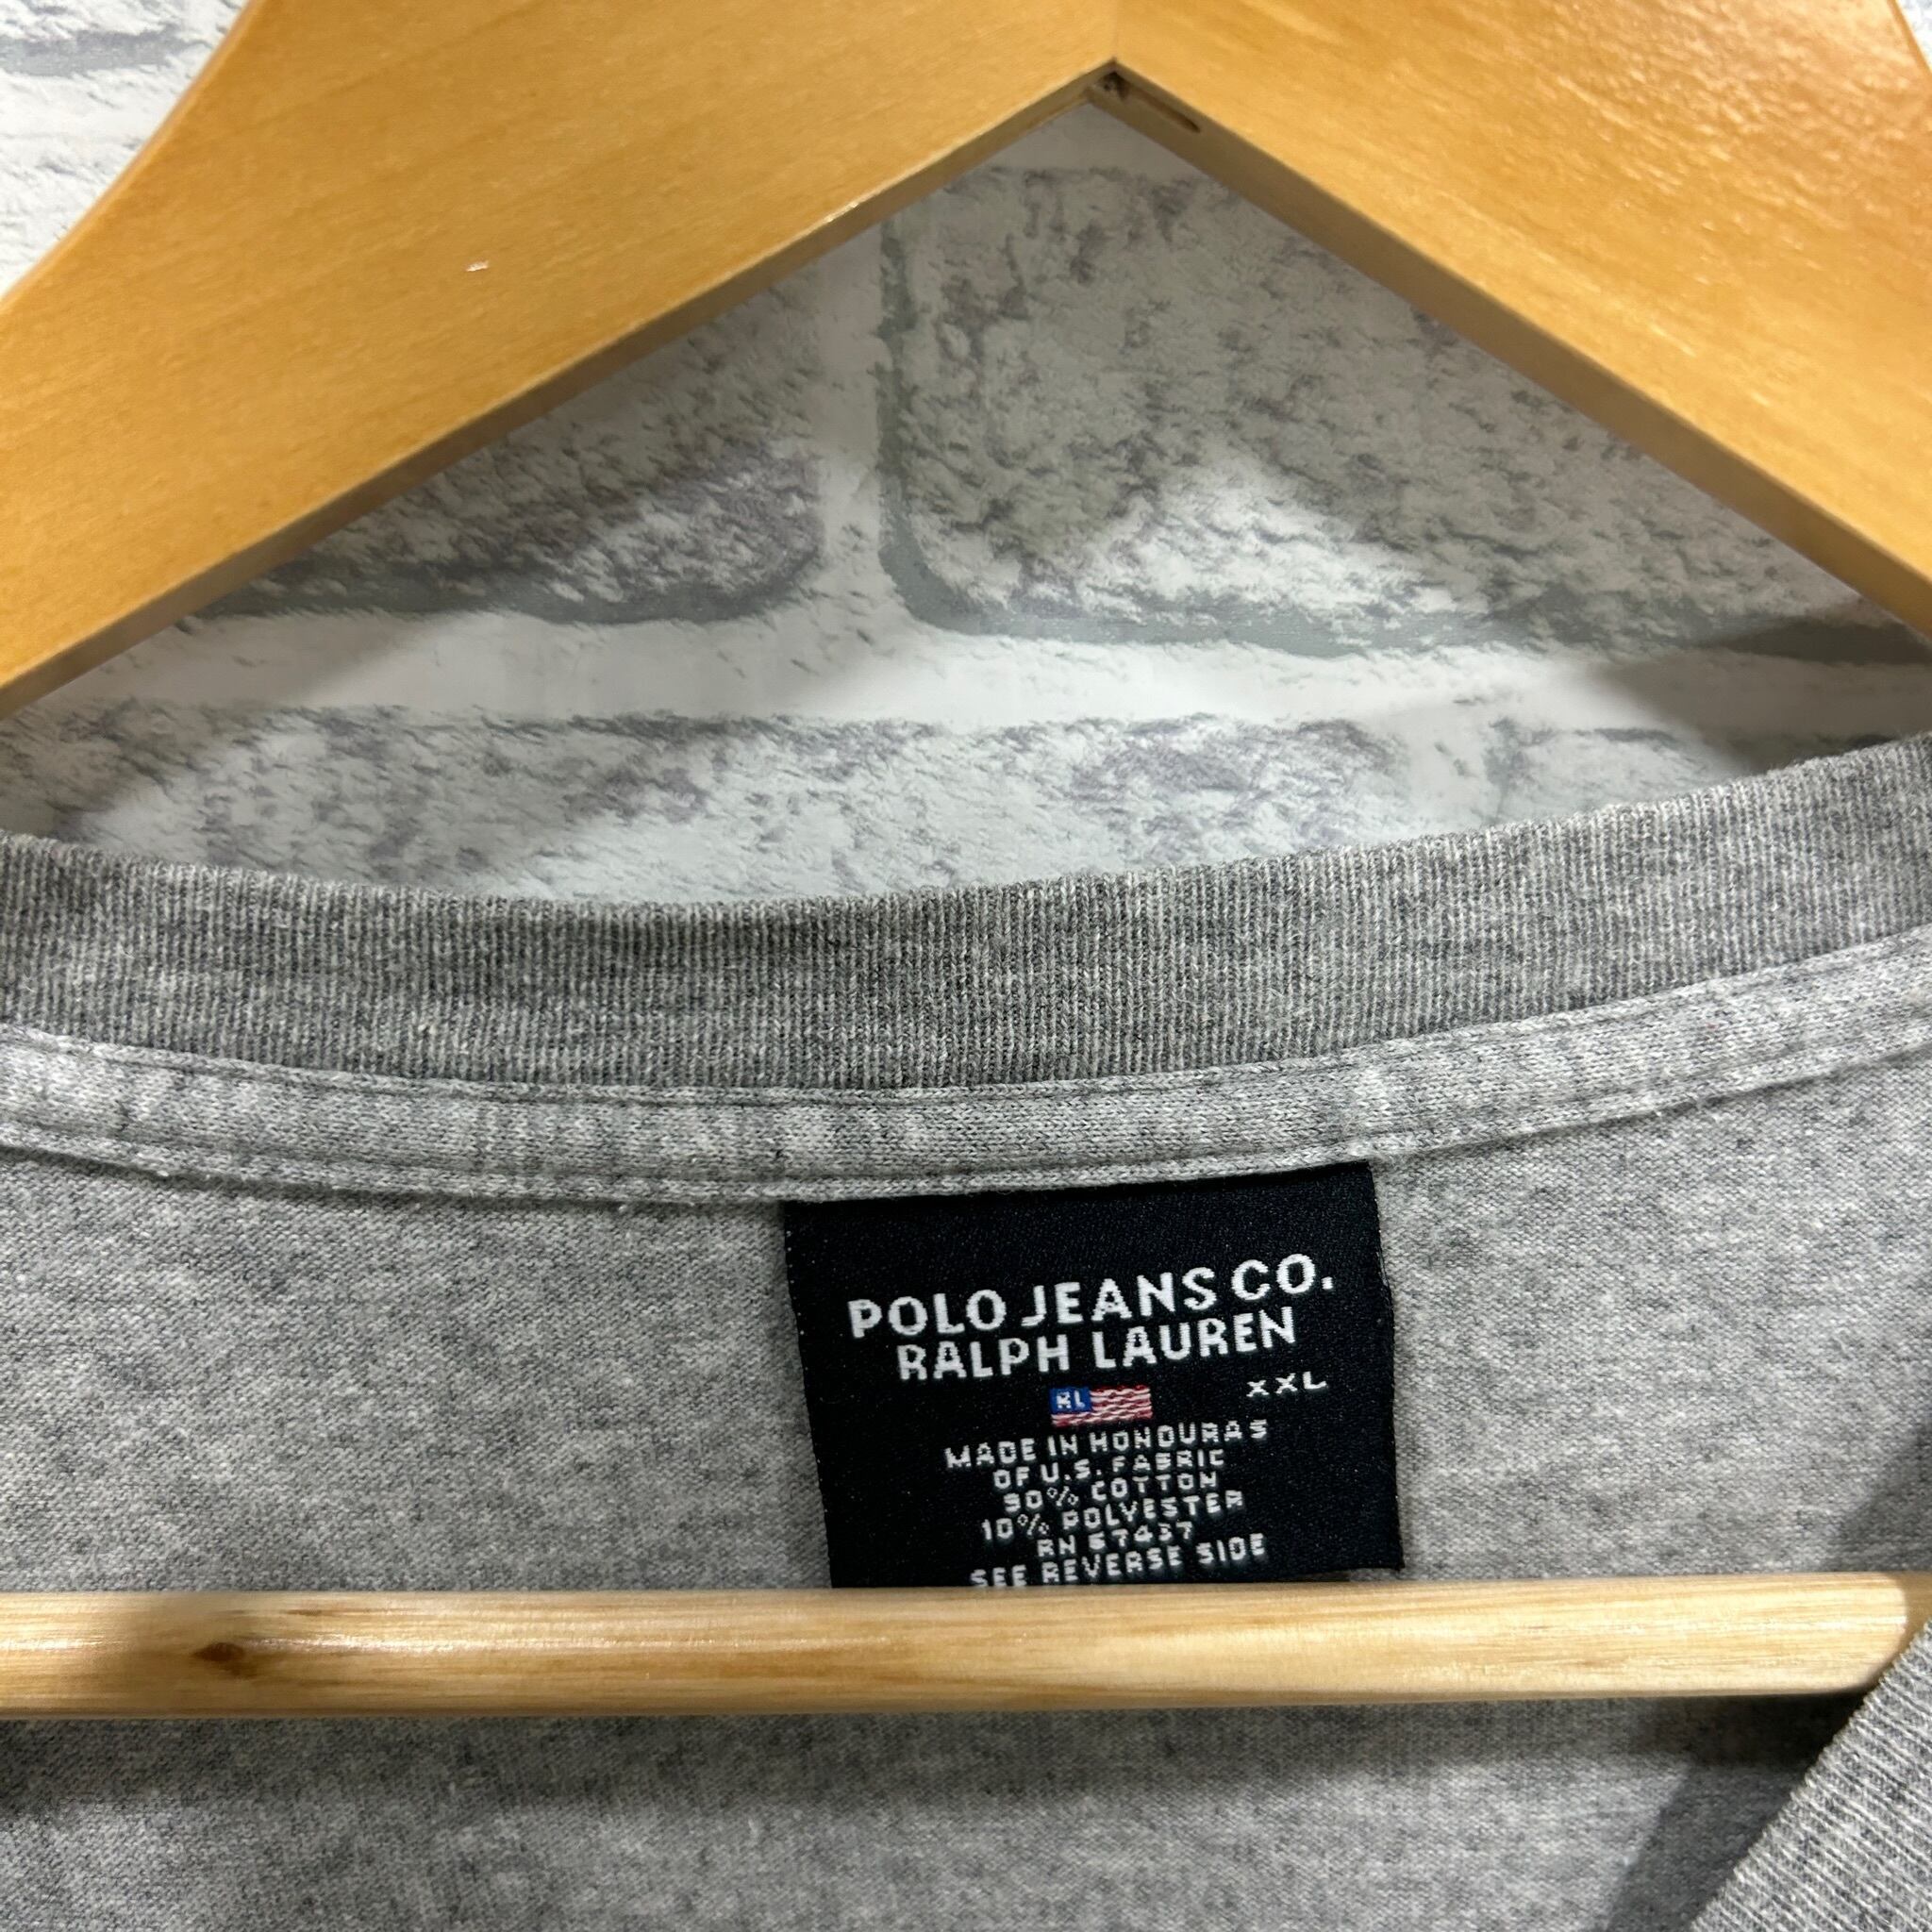 POLO JEANS CO.
RALPH LAUREN
RL
XXL
MADE IN HONDURAS
OF U.S. FABRIC
90% COTTON
10% POLYESTER
RN 67437
SEE REVERSE SIDE